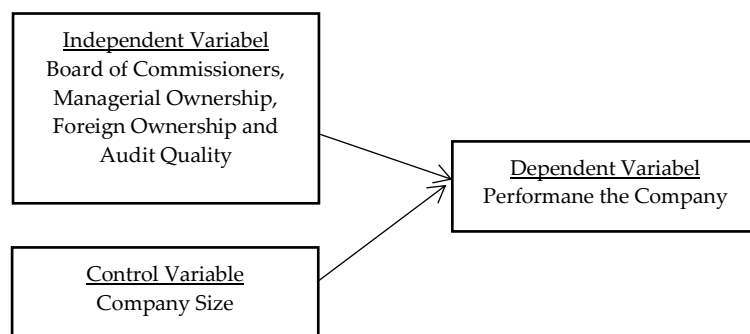 Independent Variabel
Board of Commissioners,
Managerial Ownership,
Foreign Ownership and
Audit Quality
Dependent Variabel
Performane the Company
Control Variable
Company Size